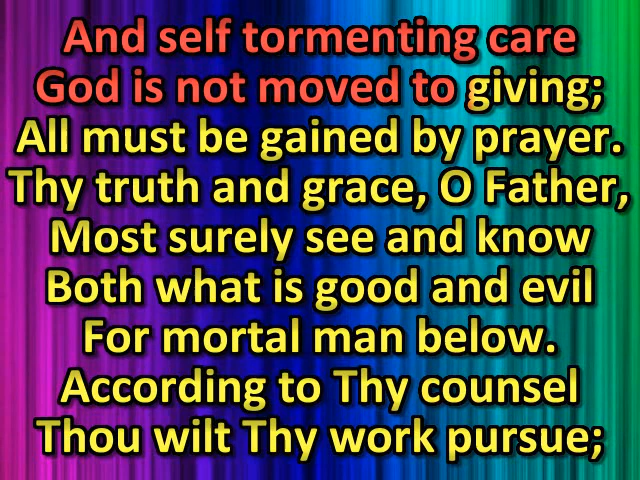 And self tormenting care
God is not moved to giving;
All must be gained by prayer.
Thy truth and grace, O Father,
Most surely see and know
Both what is good and evil
For mortal man below.
According to Thy counsel
Thou wilt Thy work pursue;